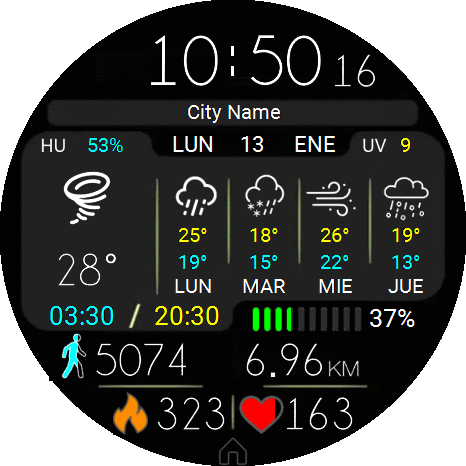 10:50 16
City Name
HU 53% LUN 13 ENE UV 9
28°
25° 18° 26° 19°
19° 15° 22° 13°
LUN MAR MIE JUE
03:30 / 20:30 37%
5074 6.96 KM
323 163